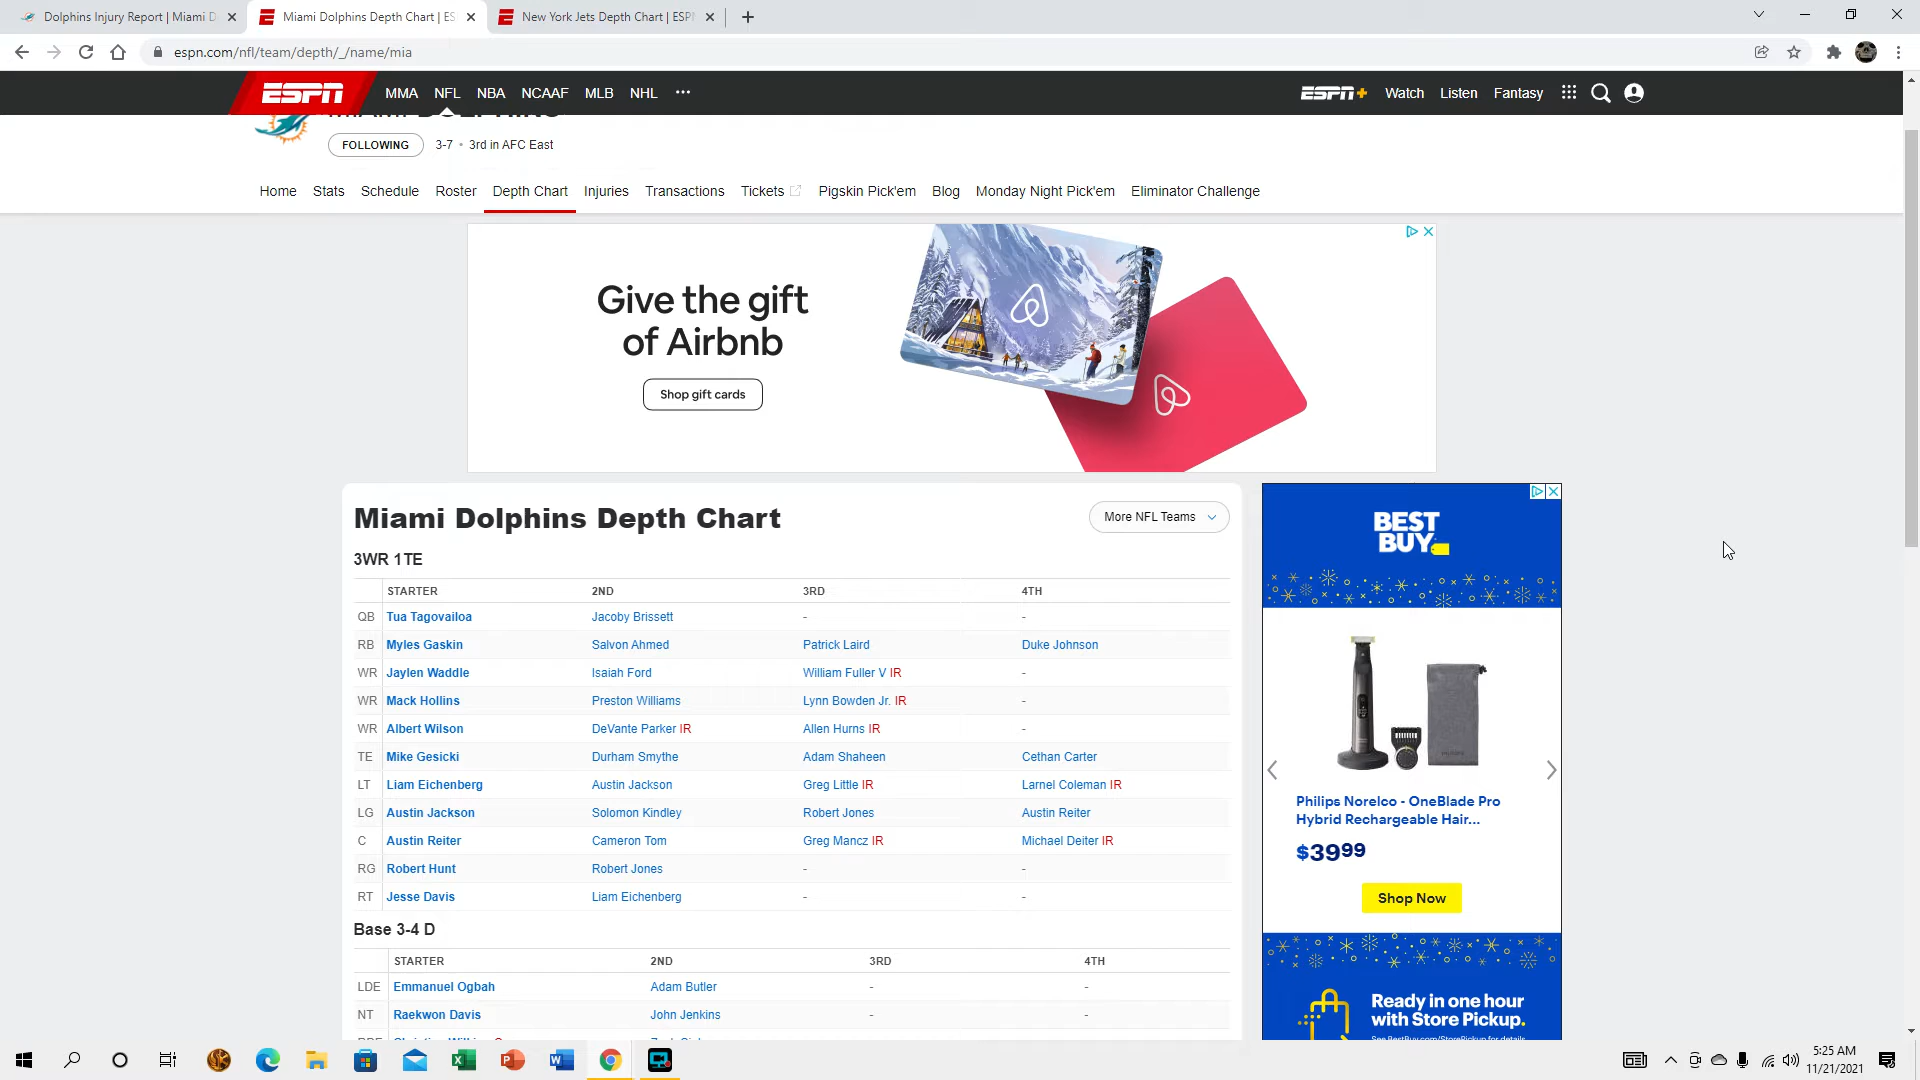 Dolphins Injury Report | Miami D
Miami Dolphins Depth Chart | ES
New York Jets Depth Chart | ESP
espn.com/nfl/team/depth/_/name/mia
ESPN MMA NFL NBA NCAAF MLB NHL ··· ESPN+ Watch Listen Fantasy
MIAMI DOLPHINS
FOLLOWING 3-7 • 3rd in AFC East
Home Stats Schedule Roster Depth Chart Injuries Transactions Tickets Pigskin Pick'em Blog Monday Night Pick'em Eliminator Challenge
Give the gift
of Airbnb
Shop gift cards
Miami Dolphins Depth Chart
More NFL Teams
3WR 1TE
STARTER 2ND 3RD 4TH
QB Tua Tagovailoa Jacoby Brissett - -
RB Myles Gaskin Salvon Ahmed Patrick Laird Duke Johnson
WR Jaylen Waddle Isaiah Ford William Fuller V IR -
WR Mack Hollins Preston Williams Lynn Bowden Jr. IR -
WR Albert Wilson DeVante Parker IR Allen Hurns IR -
TE Mike Gesicki Durham Smythe Adam Shaheen Cethan Carter
LT Liam Eichenberg Austin Jackson Greg Little IR Larnel Coleman IR
LG Austin Jackson Solomon Kindley Robert Jones Austin Reiter
C Austin Reiter Cameron Tom Greg Mancz IR Michael Deiter IR
RG Robert Hunt Robert Jones - -
RT Jesse Davis Liam Eichenberg - -
Base 3-4 D
STARTER 2ND 3RD 4TH
LDE Emmanuel Ogbah Adam Butler - -
NT Raekwon Davis John Jenkins - -
BEST
BUY
Philips Norelco - OneBlade Pro
Hybrid Rechargeable Hair...
$39⁹⁹
Shop Now
Ready in one hour
with Store Pickup.
5:25 AM
11/21/2021